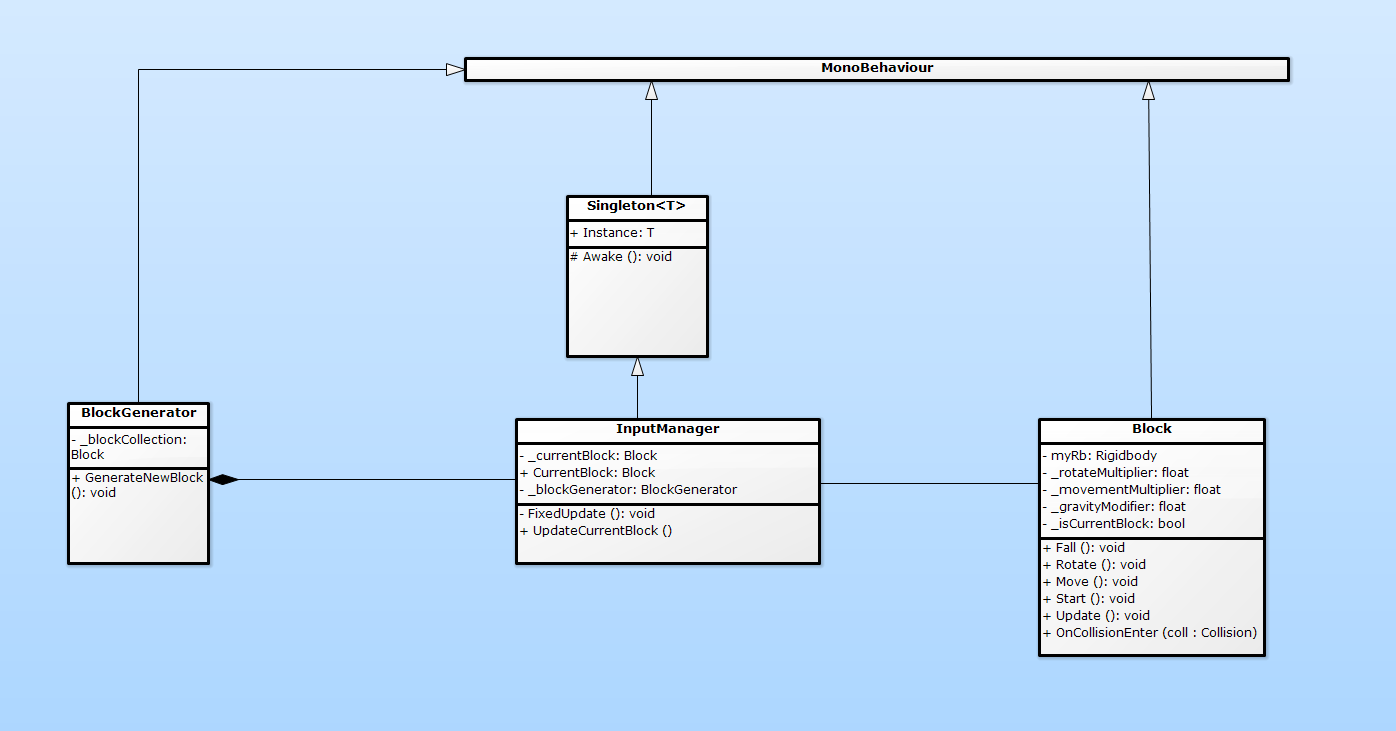 MonoBehaviour
Singleton<T>
+ Instance: T
# Awake (): void
BlockGenerator
- _blockCollection:
Block
+ GenerateNewBlock
(): void
InputManager
- _currentBlock: Block
+ CurrentBlock: Block
- _blockGenerator: BlockGenerator
- FixedUpdate (): void
+ UpdateCurrentBlock ()
Block
- myRb: Rigidbody
- _rotateMultiplier: float
- _movementMultiplier: float
- _gravityModifier: float
- _isCurrentBlock: bool
+ Fall (): void
+ Rotate (): void
+ Move (): void
+ Start (): void
+ Update (): void
+ OnCollisionEnter (coll : Collision)